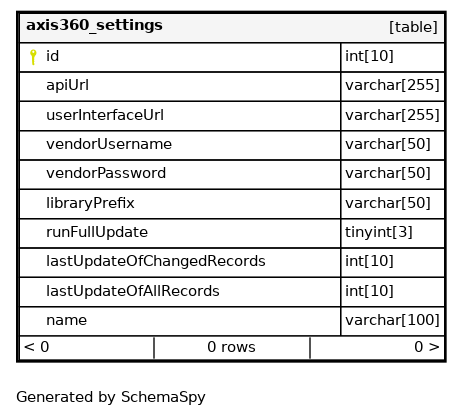 axis360_settings [table]
id int[10]
apiUrl varchar[255]
userInterfaceUrl varchar[255]
vendorUsername varchar[50]
vendorPassword varchar[50]
libraryPrefix varchar[50]
runFullUpdate tinyint[3]
lastUpdateOfChangedRecords int[10]
lastUpdateOfAllRecords int[10]
name varchar[100]
< 0 0 rows 0 >
Generated by SchemaSpy